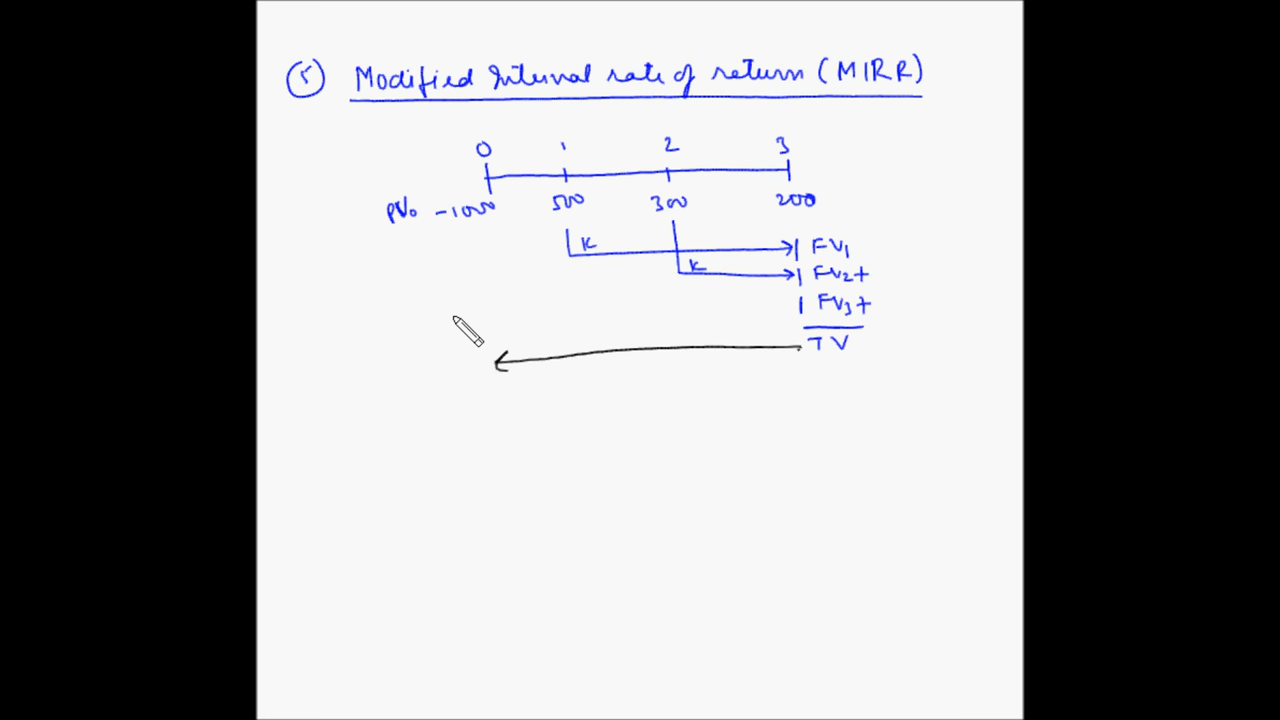 5 Modified Internal rate of return (MIRR)
0 1 2 3
PV₀ -1000 500 300 200
K FV₁
K FV₂+
FV₃+
TV